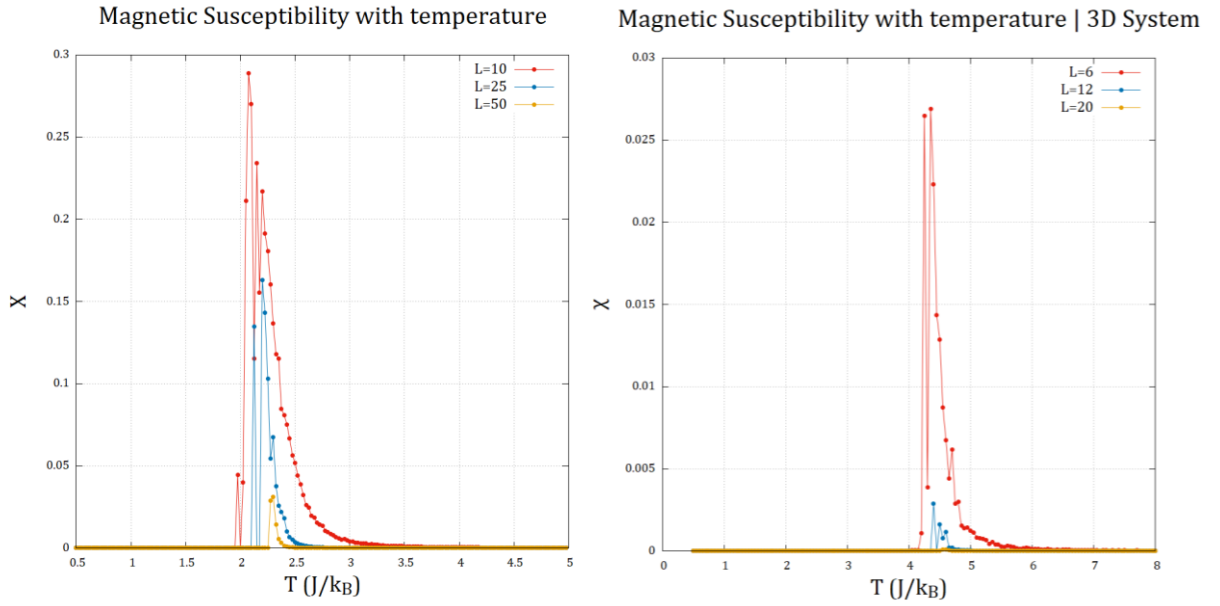 Magnetic Susceptibility with temperature
0.3
0.25
0.2
0.15
0.1
0.05
0
X
L=10
L=25
L=50
0.5 1 1.5 2 2.5 3 3.5 4 4.5 5
T (J/kB)
Magnetic Susceptibility with temperature | 3D System
0.03
0.025
0.02
0.015
0.01
0.005
0
χ
L=6
L=12
L=20
0 1 2 3 4 5 6 7 8
T (J/kB)